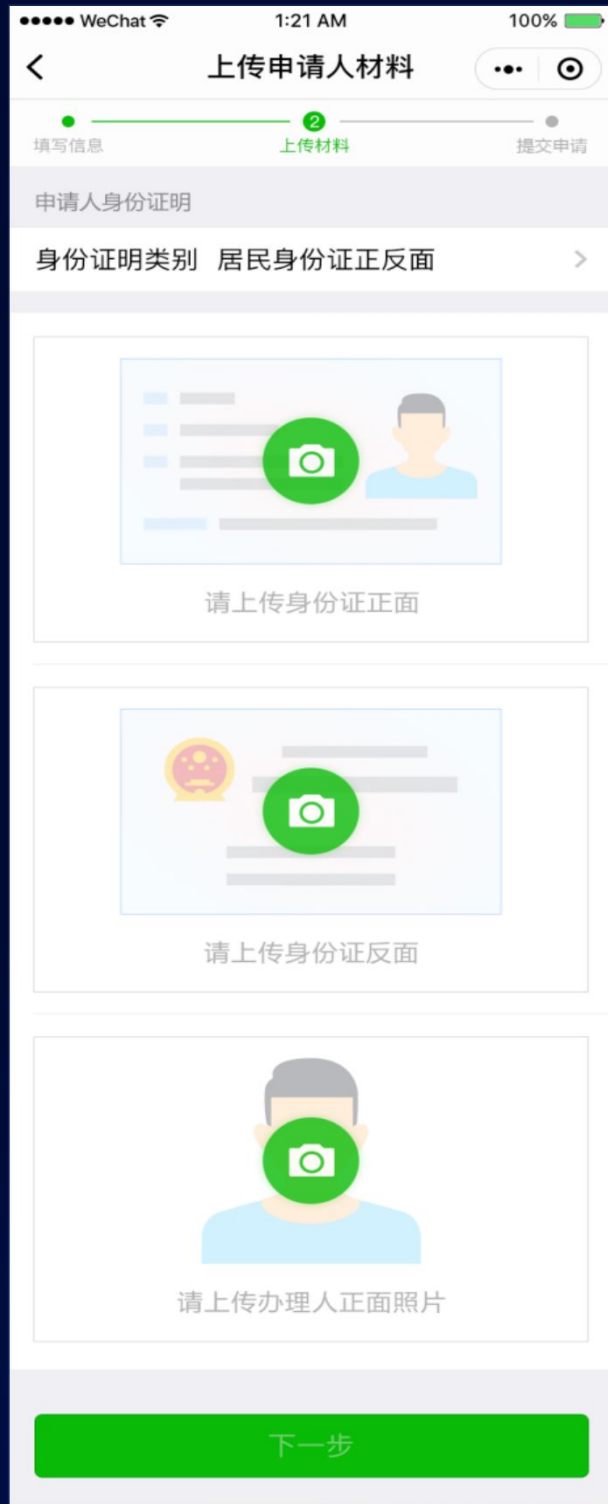 WeChat 1:21 AM 100%
上传申请人材料
2
填写信息 上传材料 提交申请
申请人身份证明
身份证明类别 居民身份证正反面
请上传身份证正面
请上传身份证反面
请上传办理人正面照片
下一步